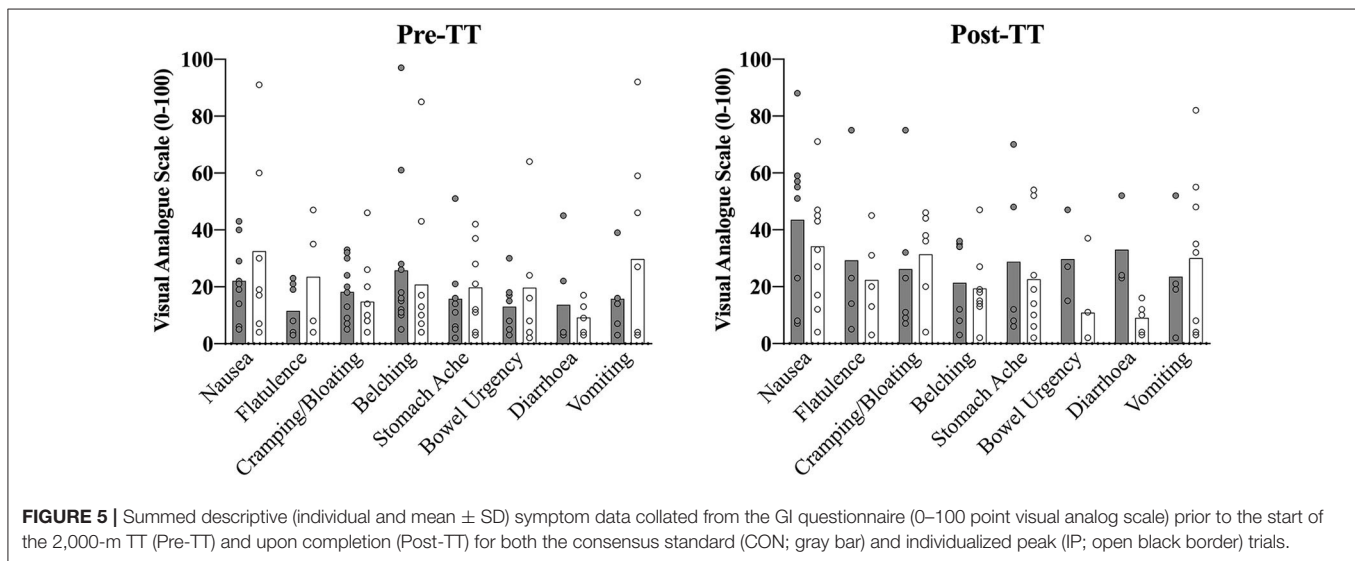 Pre-TT
Visual Analogue Scale (0-100)
100
80
60
40
20
0
Nausea
Flatulence
Cramping/Bloating
Belching
Stomach Ache
Bowel Urgency
Diarrhoea
Vomiting
Post-TT
Visual Analogue Scale (0-100)
100
80
60
40
20
0
Nausea
Flatulence
Cramping/Bloating
Belching
Stomach Ache
Bowel Urgency
Diarrhoea
Vomiting
FIGURE 5 | Summed descriptive (individual and mean ± SD) symptom data collated from the GI questionnaire (0–100 point visual analog scale) prior to the start of
the 2,000-m TT (Pre-TT) and upon completion (Post-TT) for both the consensus standard (CON; gray bar) and individualized peak (IP; open black border) trials.